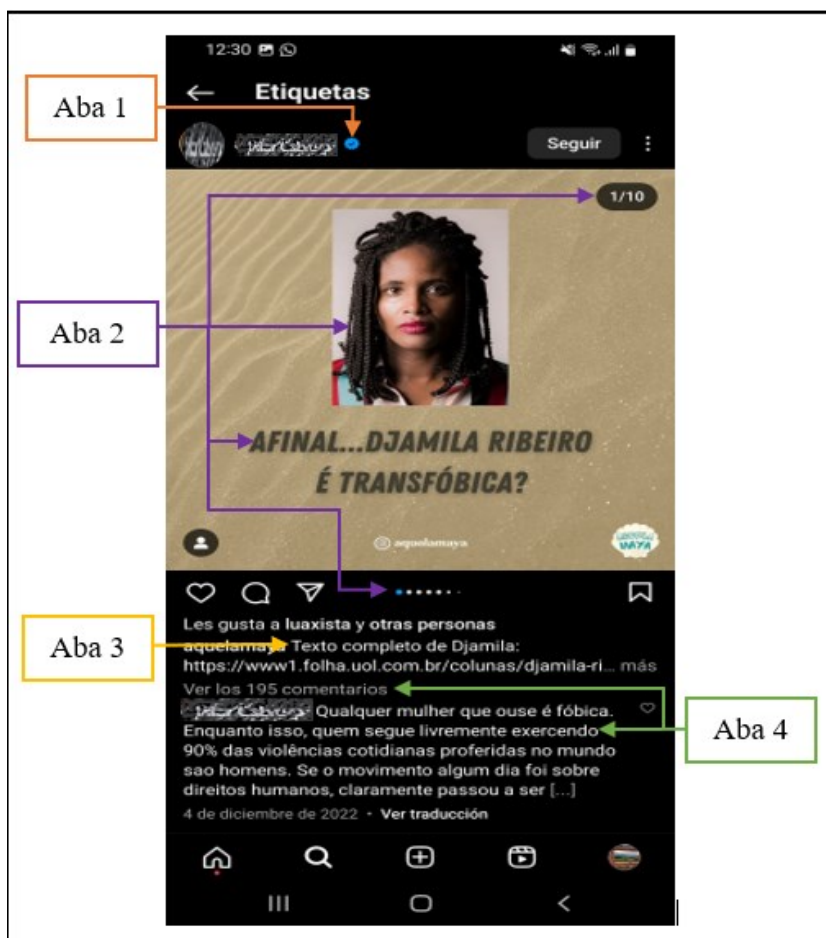 12:30
Etiquetas
Aba 1
Seguir
1/10
Aba 2
AFINAL...DJAMILA RIBEIRO
É TRANSFÓBICA?
aquelamaya
MAYA
Les gusta a luaxista y otras personas
Aba 3
aquelamaya Texto completo de Djamila:
https://www1.folha.uol.com.br/colunas/djamila-ri... más
Ver los 195 comentarios
Qualquer mulher que ouse é fóbica.
Enquanto isso, quem segue livremente exercendo
Aba 4
90% das violências cotidianas proferidas no mundo
sao homens. Se o movimento algum dia foi sobre
direitos humanos, claramente passou a ser [...]
4 de diciembre de 2022 • Ver traducción